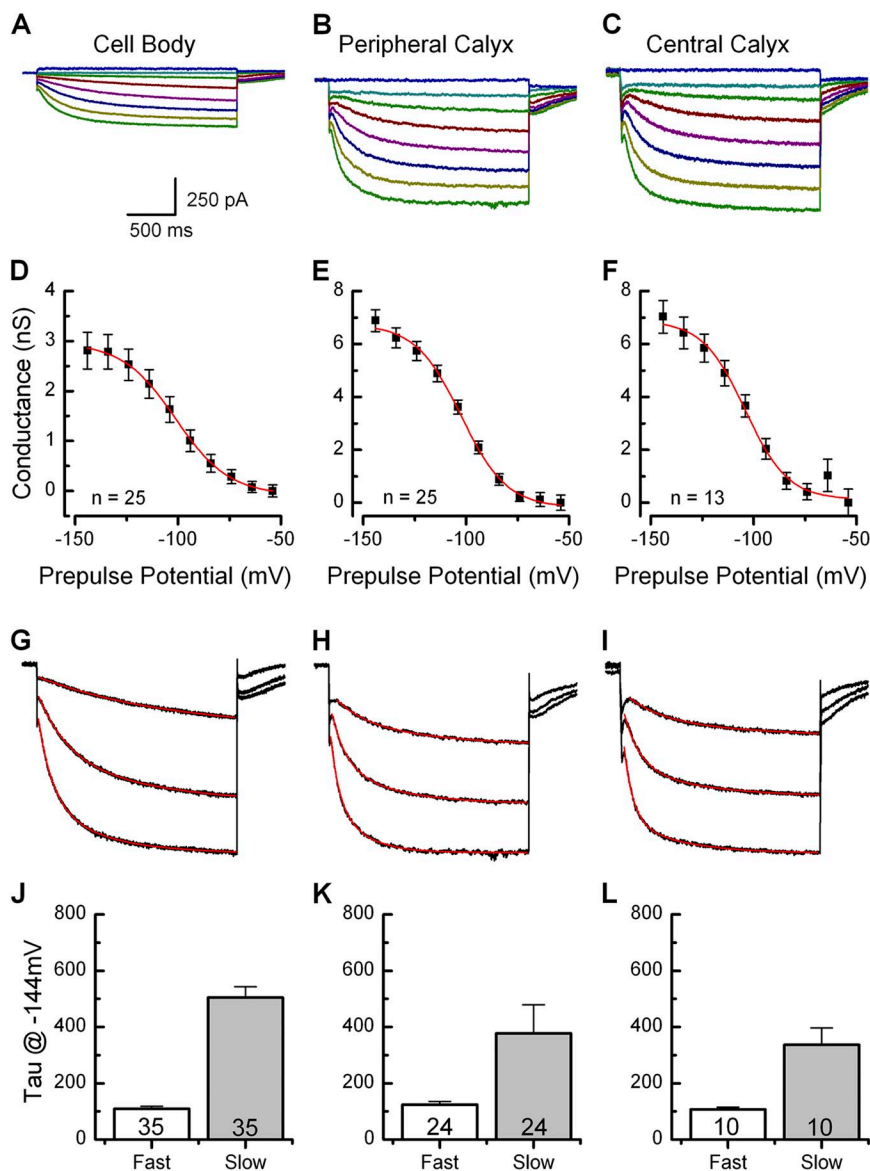 A
Cell Body
B
Peripheral Calyx
C
Central Calyx
250 pA
500 ms
D
E
F
Conductance (nS)
4
3
2
1
0
n = 25
-150
-100
-50
Prepulse Potential (mV)
8
6
4
2
0
n = 25
-150
-100
-50
Prepulse Potential (mV)
8
6
4
2
0
n = 13
-150
-100
-50
Prepulse Potential (mV)
G
H
I
J
K
L
Tau @ -144mV
800
600
400
200
0
35
35
Fast
Slow
800
600
400
200
0
24
24
Fast
Slow
800
600
400
200
0
10
10
Fast
Slow